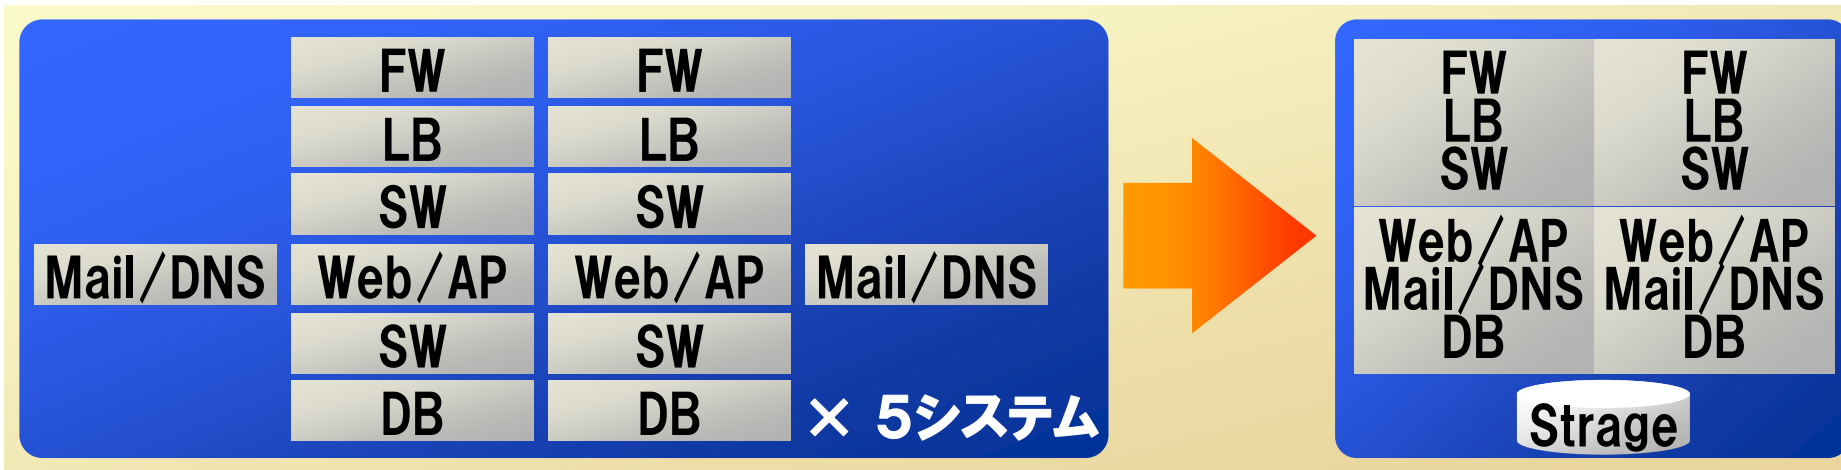 FW FW
LB LB
SW SW
Mail/DNS Web/AP Web/AP Mail/DNS
SW SW
DB DB × 5システム
FW FW
LB LB
SW SW
Web/AP Web/AP
Mail/DNS Mail/DNS
DB DB
Strage